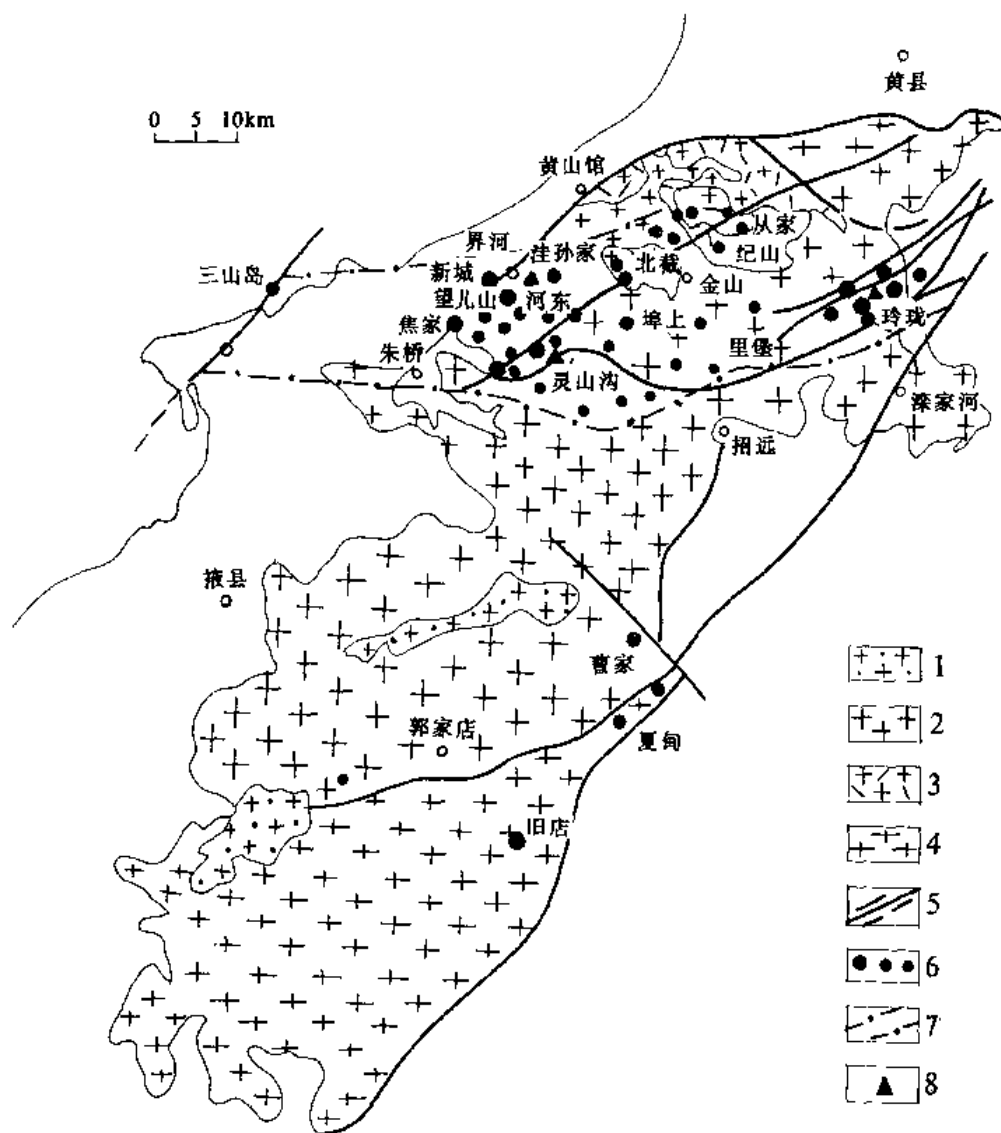 黄县
0 5 10km
黄山馆
从家
界河
洼孙家
纪山
三山岛
新城
北截
金山
望儿山
河东
焦家
埠上
玲珑
朱桥
里堡
灵山沟
滦家河
招远
掖县
曹家
郭家店
夏甸
旧店
1
2
3
4
5
6
7
8